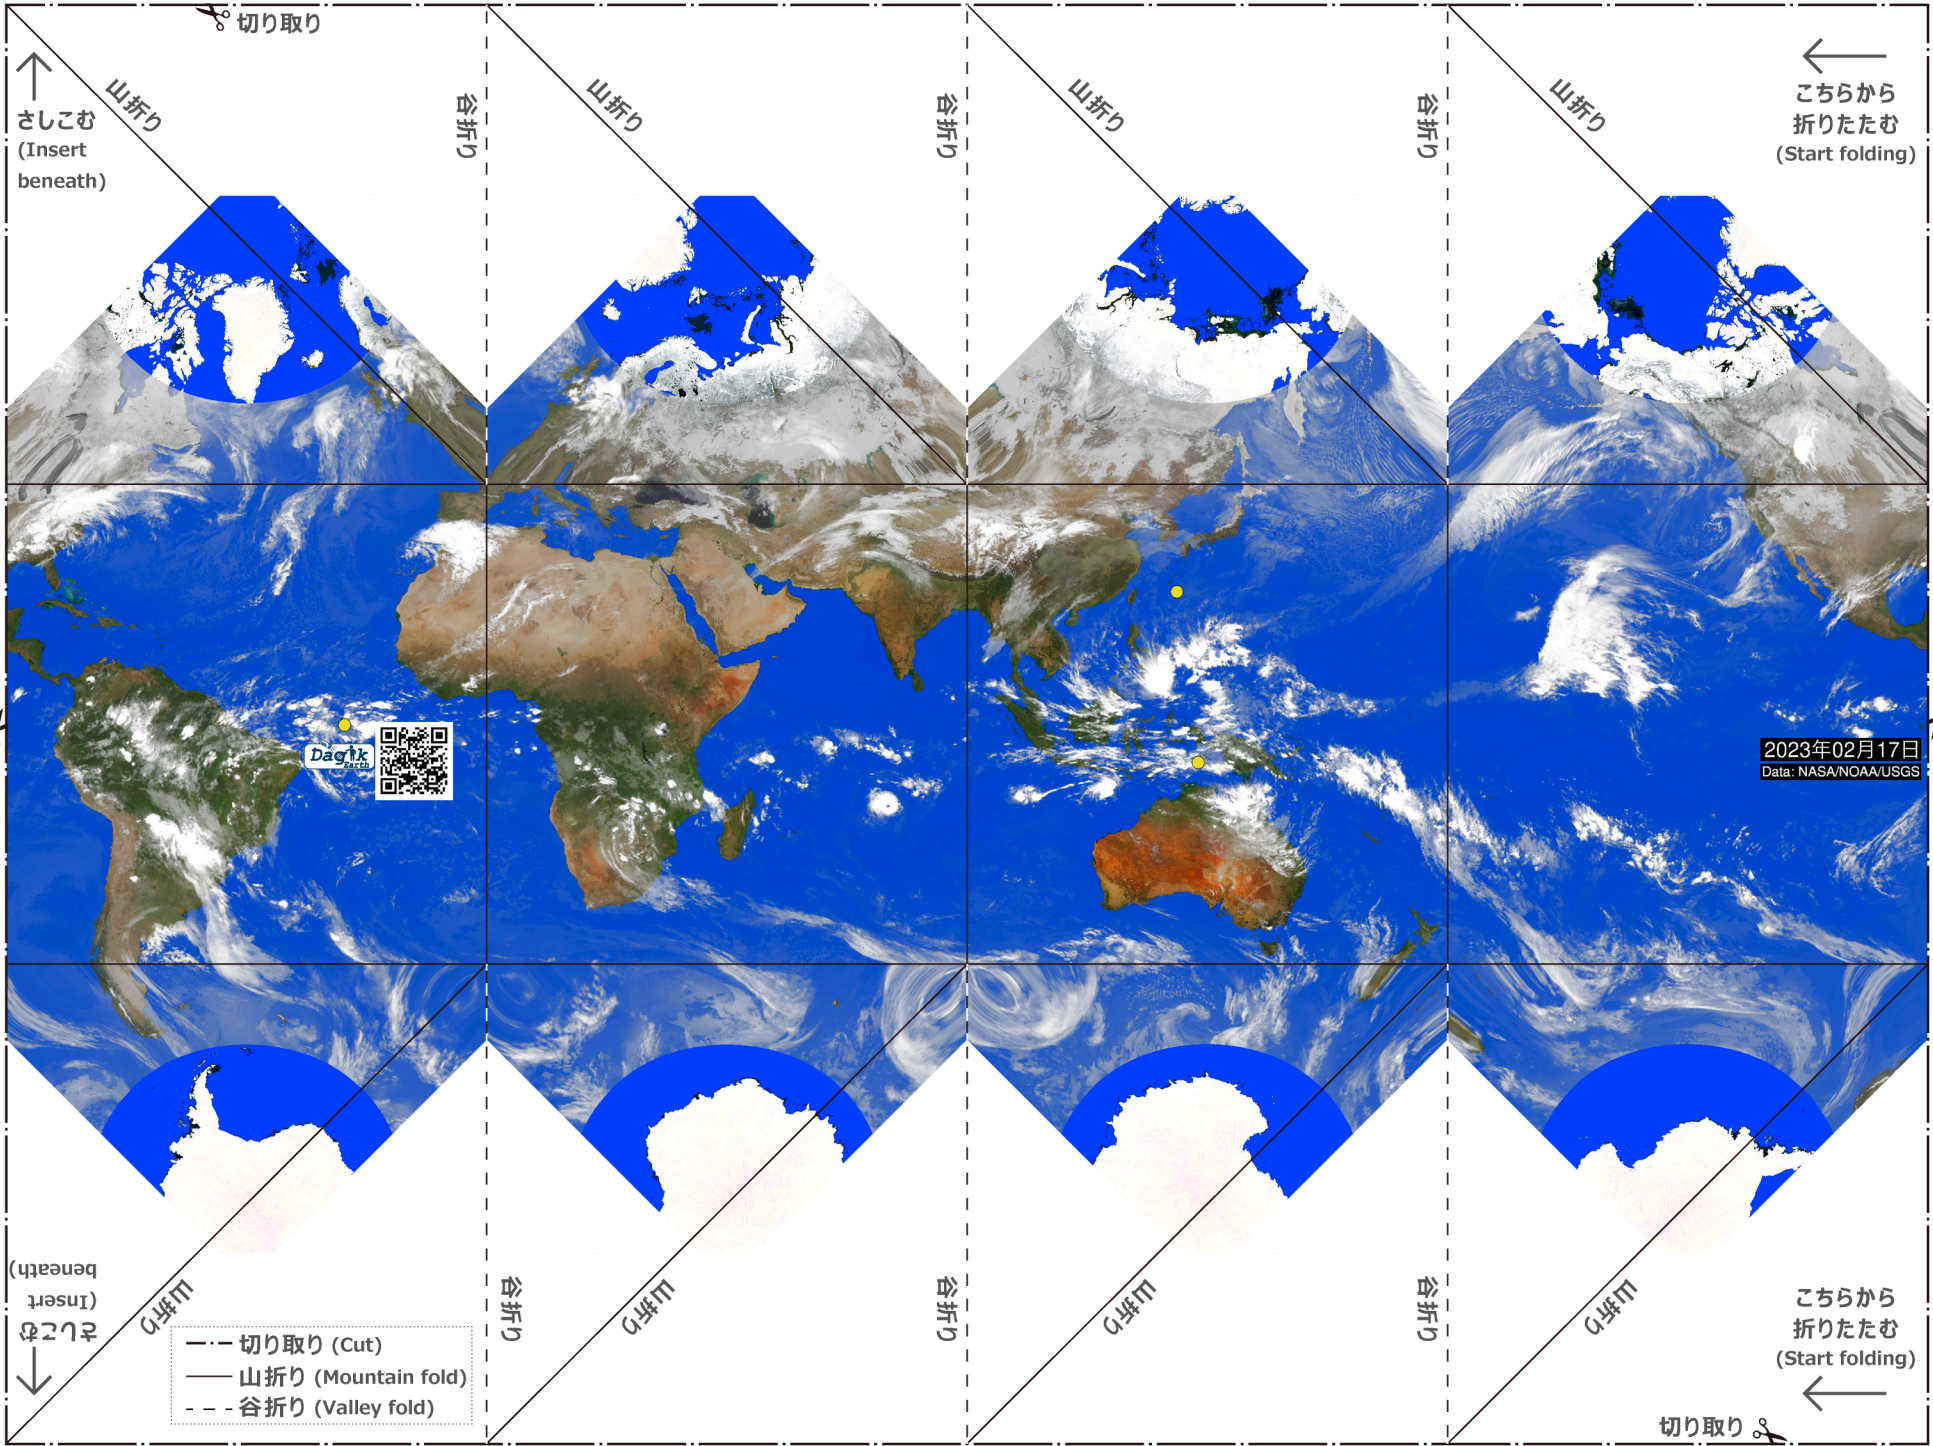 切り取り
山折り
谷折り
山折り
谷折り
山折り
谷折り
山折り
さしこむ
(Insert
beneath)
こちらから
折りたたむ
(Start folding)
Dagik
Earth
2023年02月17日
Data: NASA/NOAA/USGS
さしこむ
(Insert
beneath)
山折り
谷折り
山折り
谷折り
山折り
谷折り
山折り
こちらから
折りたたむ
(Start folding)
切り取り (Cut)
山折り (Mountain fold)
谷折り (Valley fold)
切り取り